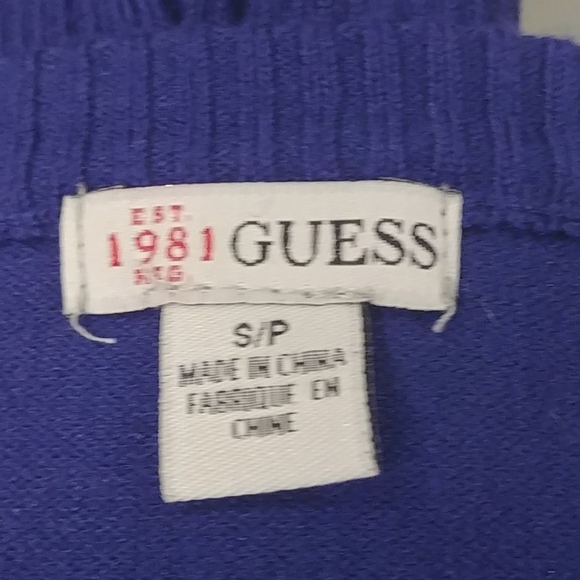 EST.
1981 GUESS
REG
S/P
MADE IN CHINA
FABRIQUE EN
CHINE